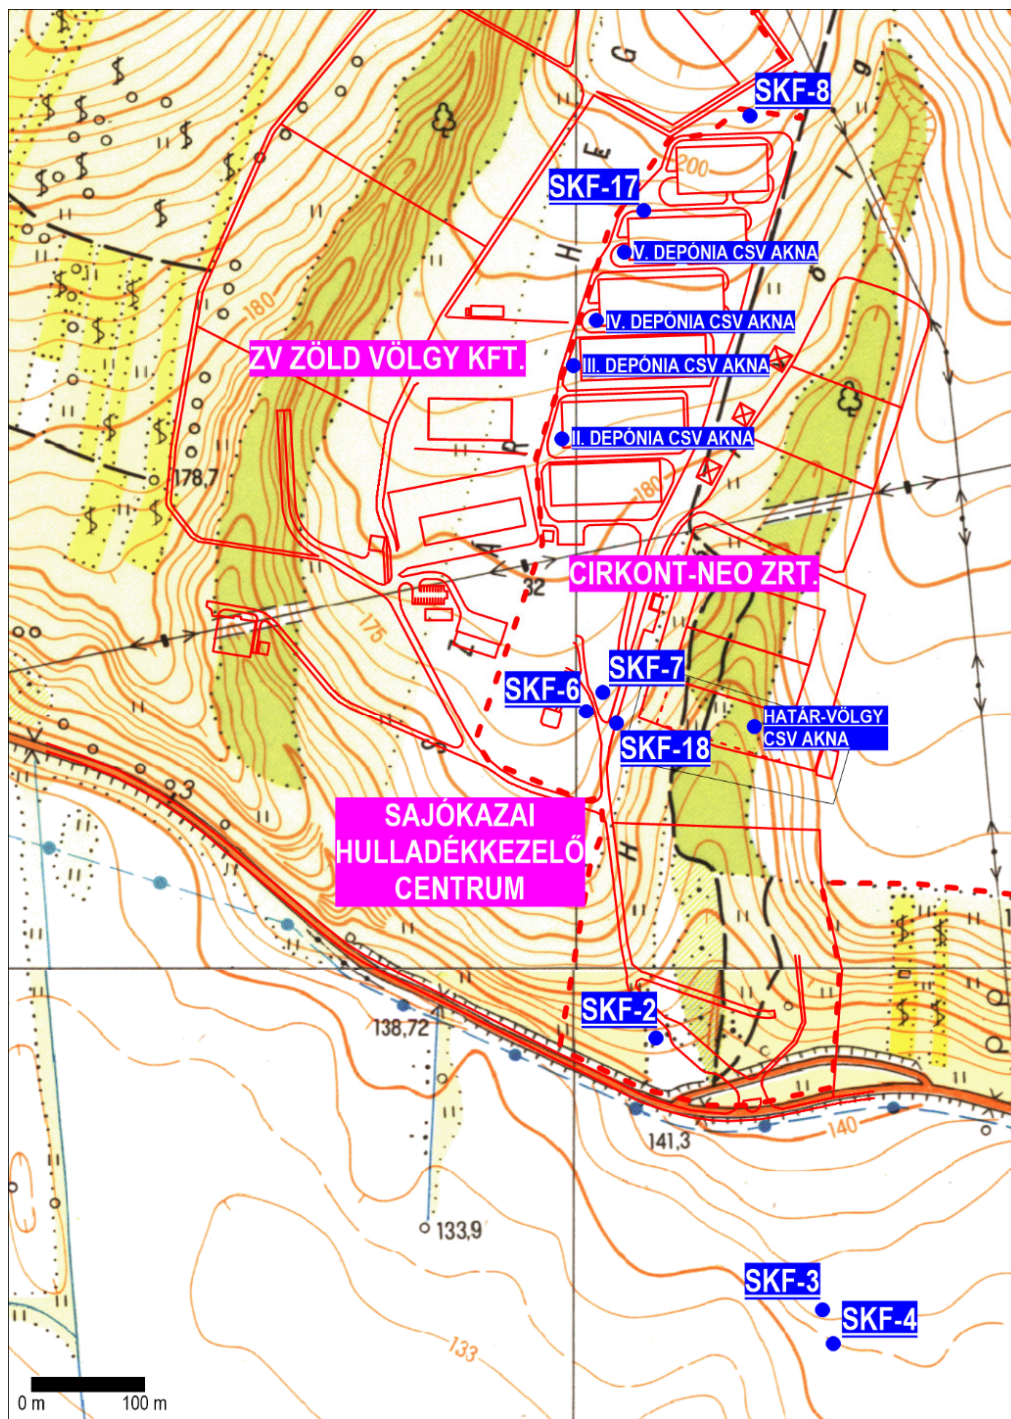 SKF-8
200
SKF-17
IV. DEPÓNIA CSV AKNA
180
IV. DEPÓNIA CSV AKNA
ZV ZÖLD VÖLGY KFT.
III. DEPÓNIA CSV AKNA
II. DEPÓNIA CSV AKNA
178,7
180
CIRKONT-NEO ZRT.
32
175
SKF-7
SKF-6
HATÁR-VÖLGY
CSV AKNA
SKF-18
3
SAJÓKAZAI
HULLADÉKKEZELŐ
CENTRUM
SKF-2
138,72
141,3
140
133,9
SKF-3
SKF-4
133
0 m
100 m